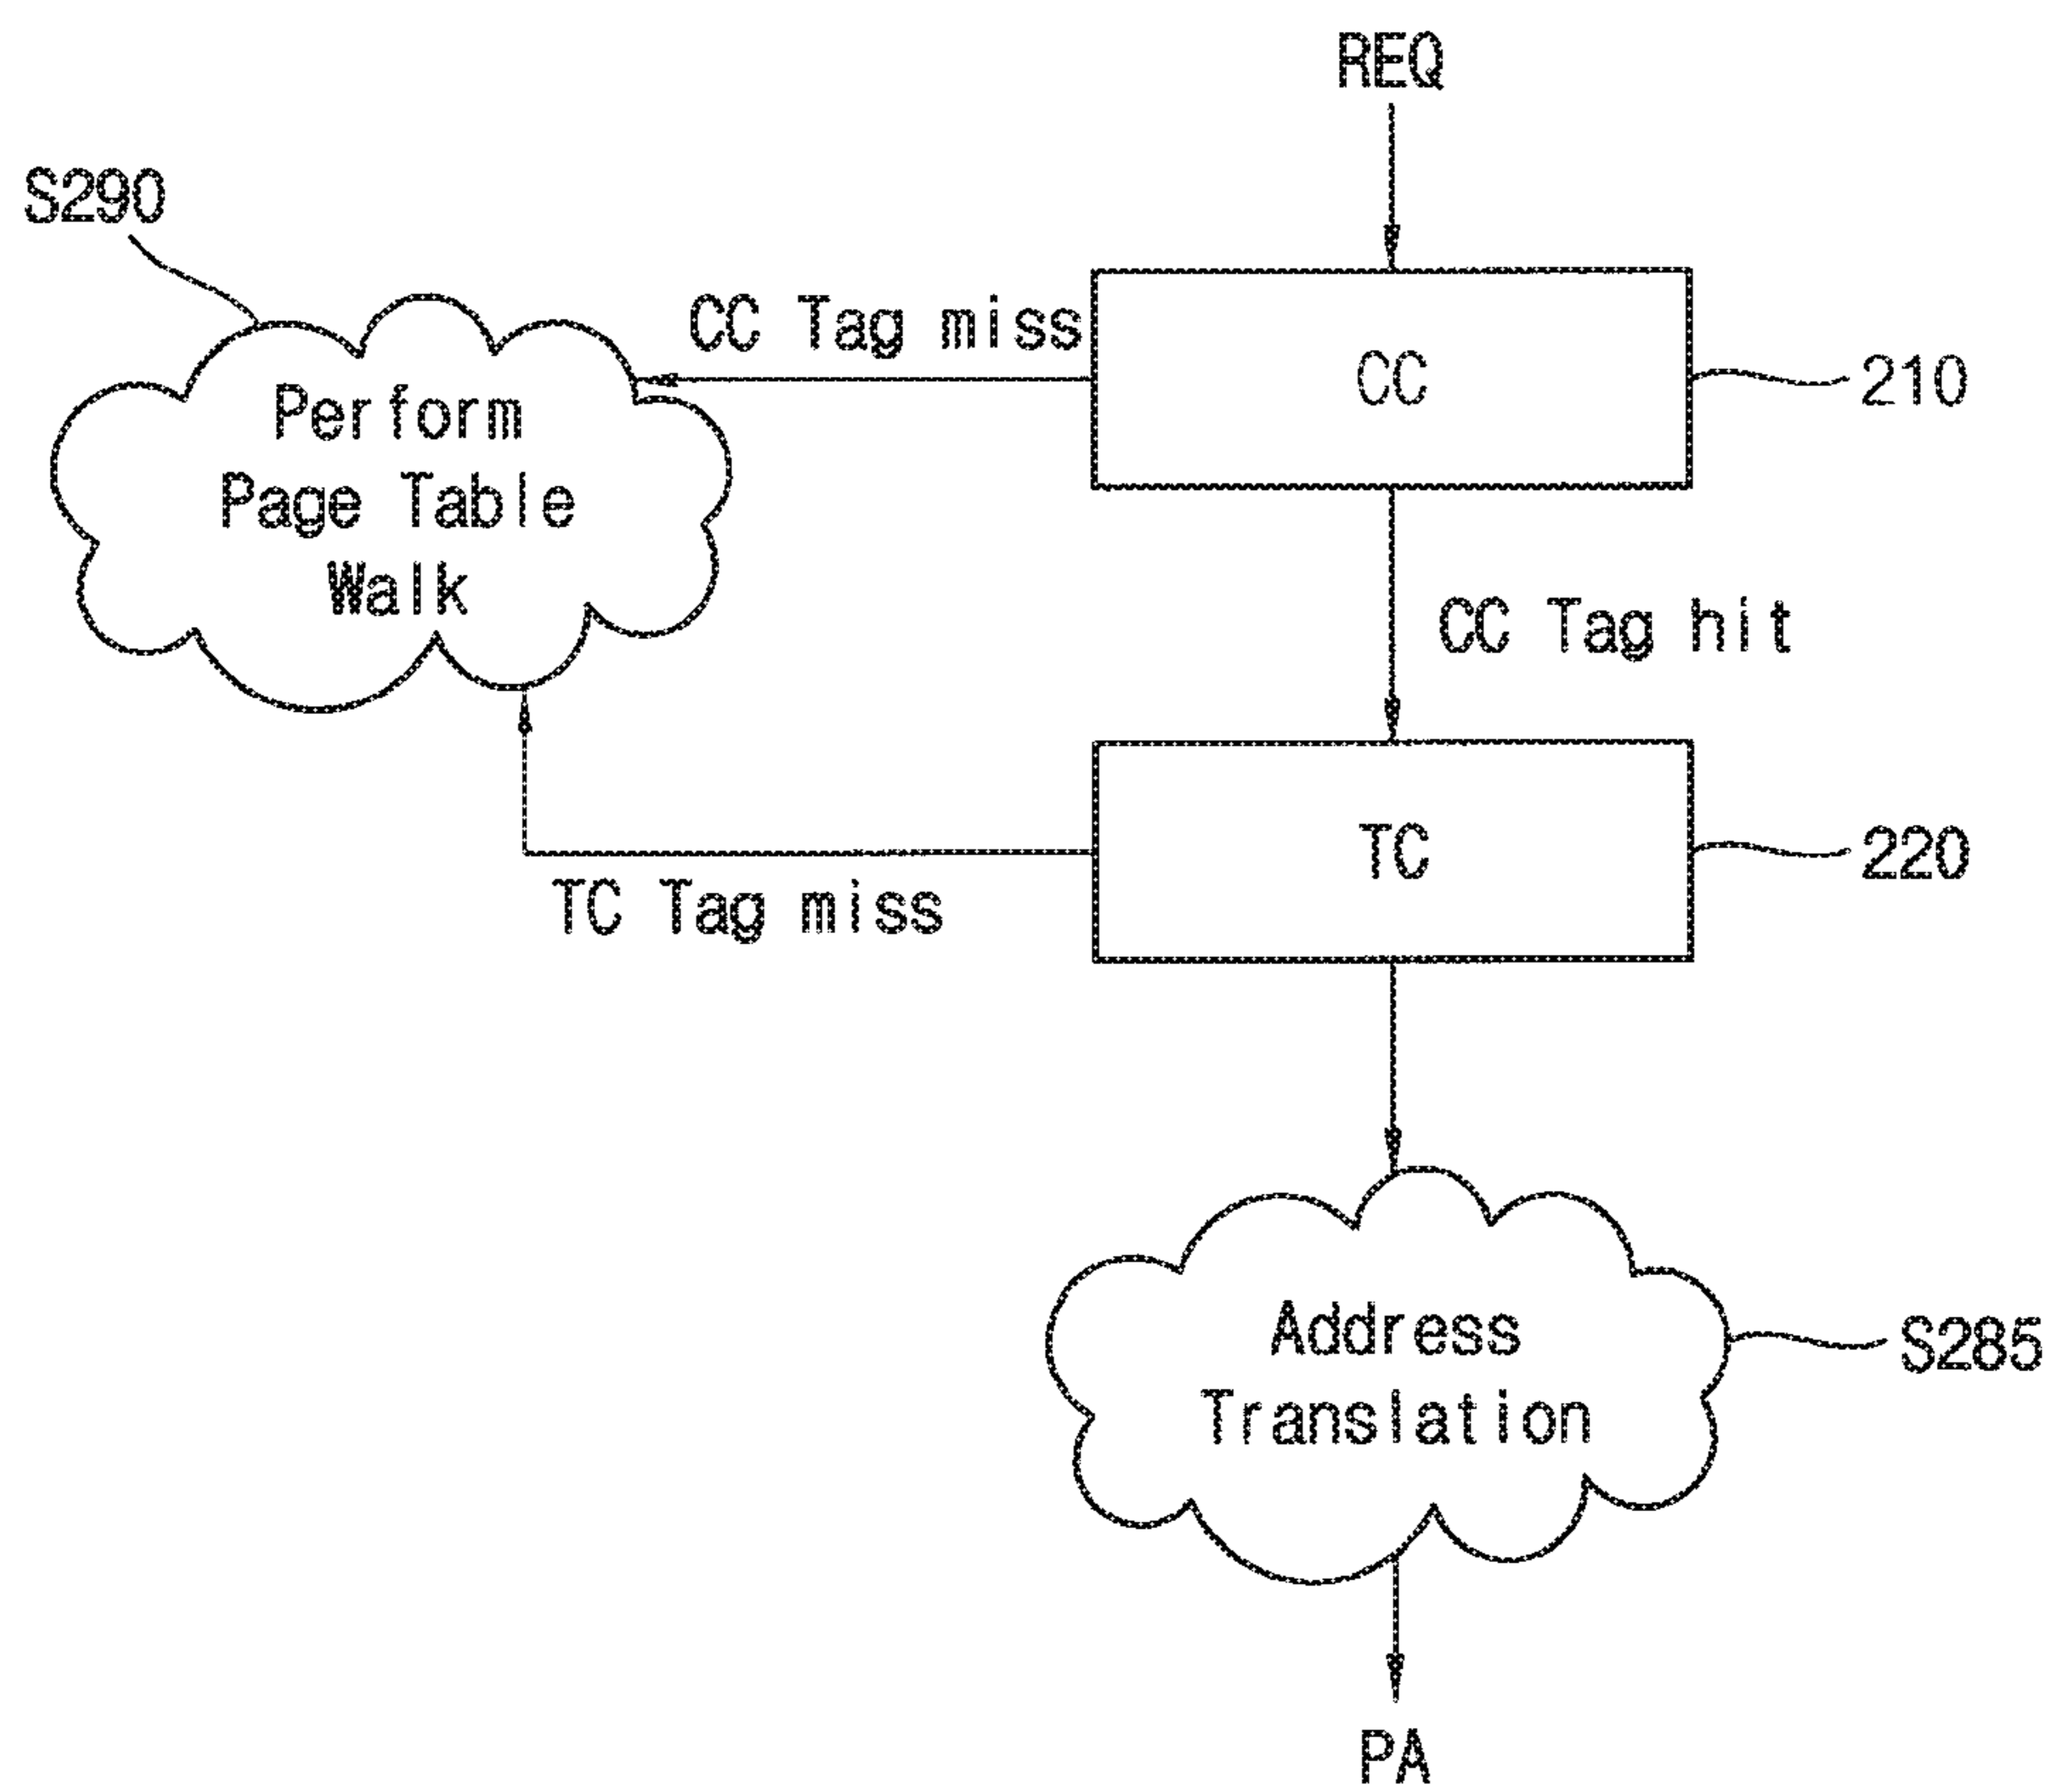 REQ
S290
CC Tag miss
CC
210
Perform
Page Table
Walk
CC Tag hit
TC
220
TC Tag miss
Address
Translation
S285
PA